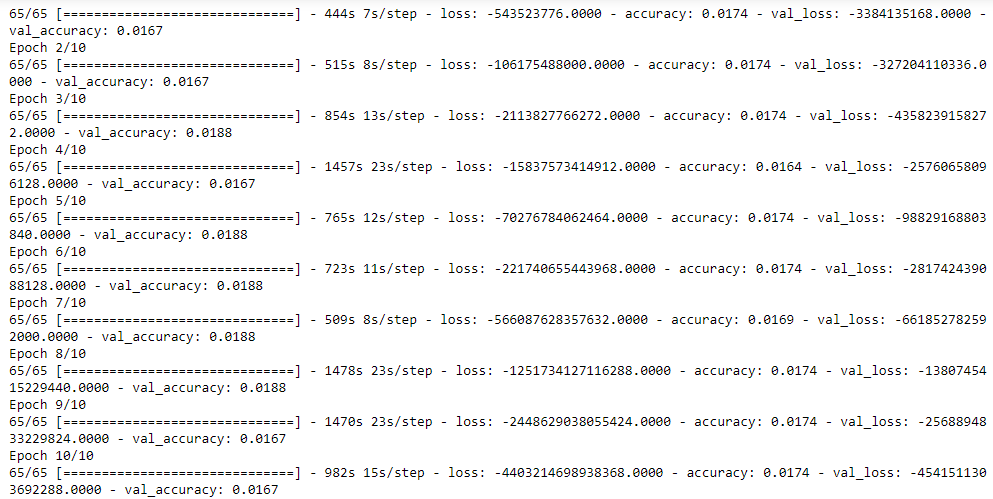 65/65 [==============================] - 444s 7s/step - loss: -543523776.0000 - accuracy: 0.0174 - val_loss: -3384135168.0000 -
val_accuracy: 0.0167
Epoch 2/10
65/65 [==============================] - 515s 8s/step - loss: -106175488000.0000 - accuracy: 0.0174 - val_loss: -327204110336.0
000 - val_accuracy: 0.0167
Epoch 3/10
65/65 [==============================] - 854s 13s/step - loss: -2113827766272.0000 - accuracy: 0.0174 - val_loss: -435823915827
2.0000 - val_accuracy: 0.0188
Epoch 4/10
65/65 [==============================] - 1457s 23s/step - loss: -15837573414912.0000 - accuracy: 0.0164 - val_loss: -2576065809
6128.0000 - val_accuracy: 0.0167
Epoch 5/10
65/65 [==============================] - 765s 12s/step - loss: -70276784062464.0000 - accuracy: 0.0174 - val_loss: -98829168803
840.0000 - val_accuracy: 0.0188
Epoch 6/10
65/65 [==============================] - 723s 11s/step - loss: -221740655443968.0000 - accuracy: 0.0174 - val_loss: -2817424390
88128.0000 - val_accuracy: 0.0188
Epoch 7/10
65/65 [==============================] - 509s 8s/step - loss: -566087628357632.0000 - accuracy: 0.0169 - val_loss: -66185278259
2000.0000 - val_accuracy: 0.0188
Epoch 8/10
65/65 [==============================] - 1478s 23s/step - loss: -1251734127116288.0000 - accuracy: 0.0174 - val_loss: -13807454
15229440.0000 - val_accuracy: 0.0188
Epoch 9/10
65/65 [==============================] - 1470s 23s/step - loss: -2448629038055424.0000 - accuracy: 0.0174 - val_loss: -25688948
33229824.0000 - val_accuracy: 0.0167
Epoch 10/10
65/65 [==============================] - 982s 15s/step - loss: -4403214698938368.0000 - accuracy: 0.0174 - val_loss: -454151130
3692288.0000 - val_accuracy: 0.0167